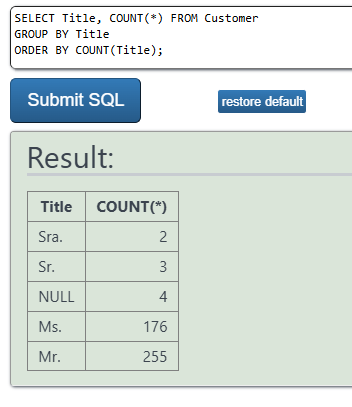 SELECT Title, COUNT(*) FROM Customer
GROUP BY Title
ORDER BY COUNT(Title);
Submit SQL restore default
Result:
Title COUNT(*)
Sra. 2
Sr. 3
NULL 4
Ms. 176
Mr. 255